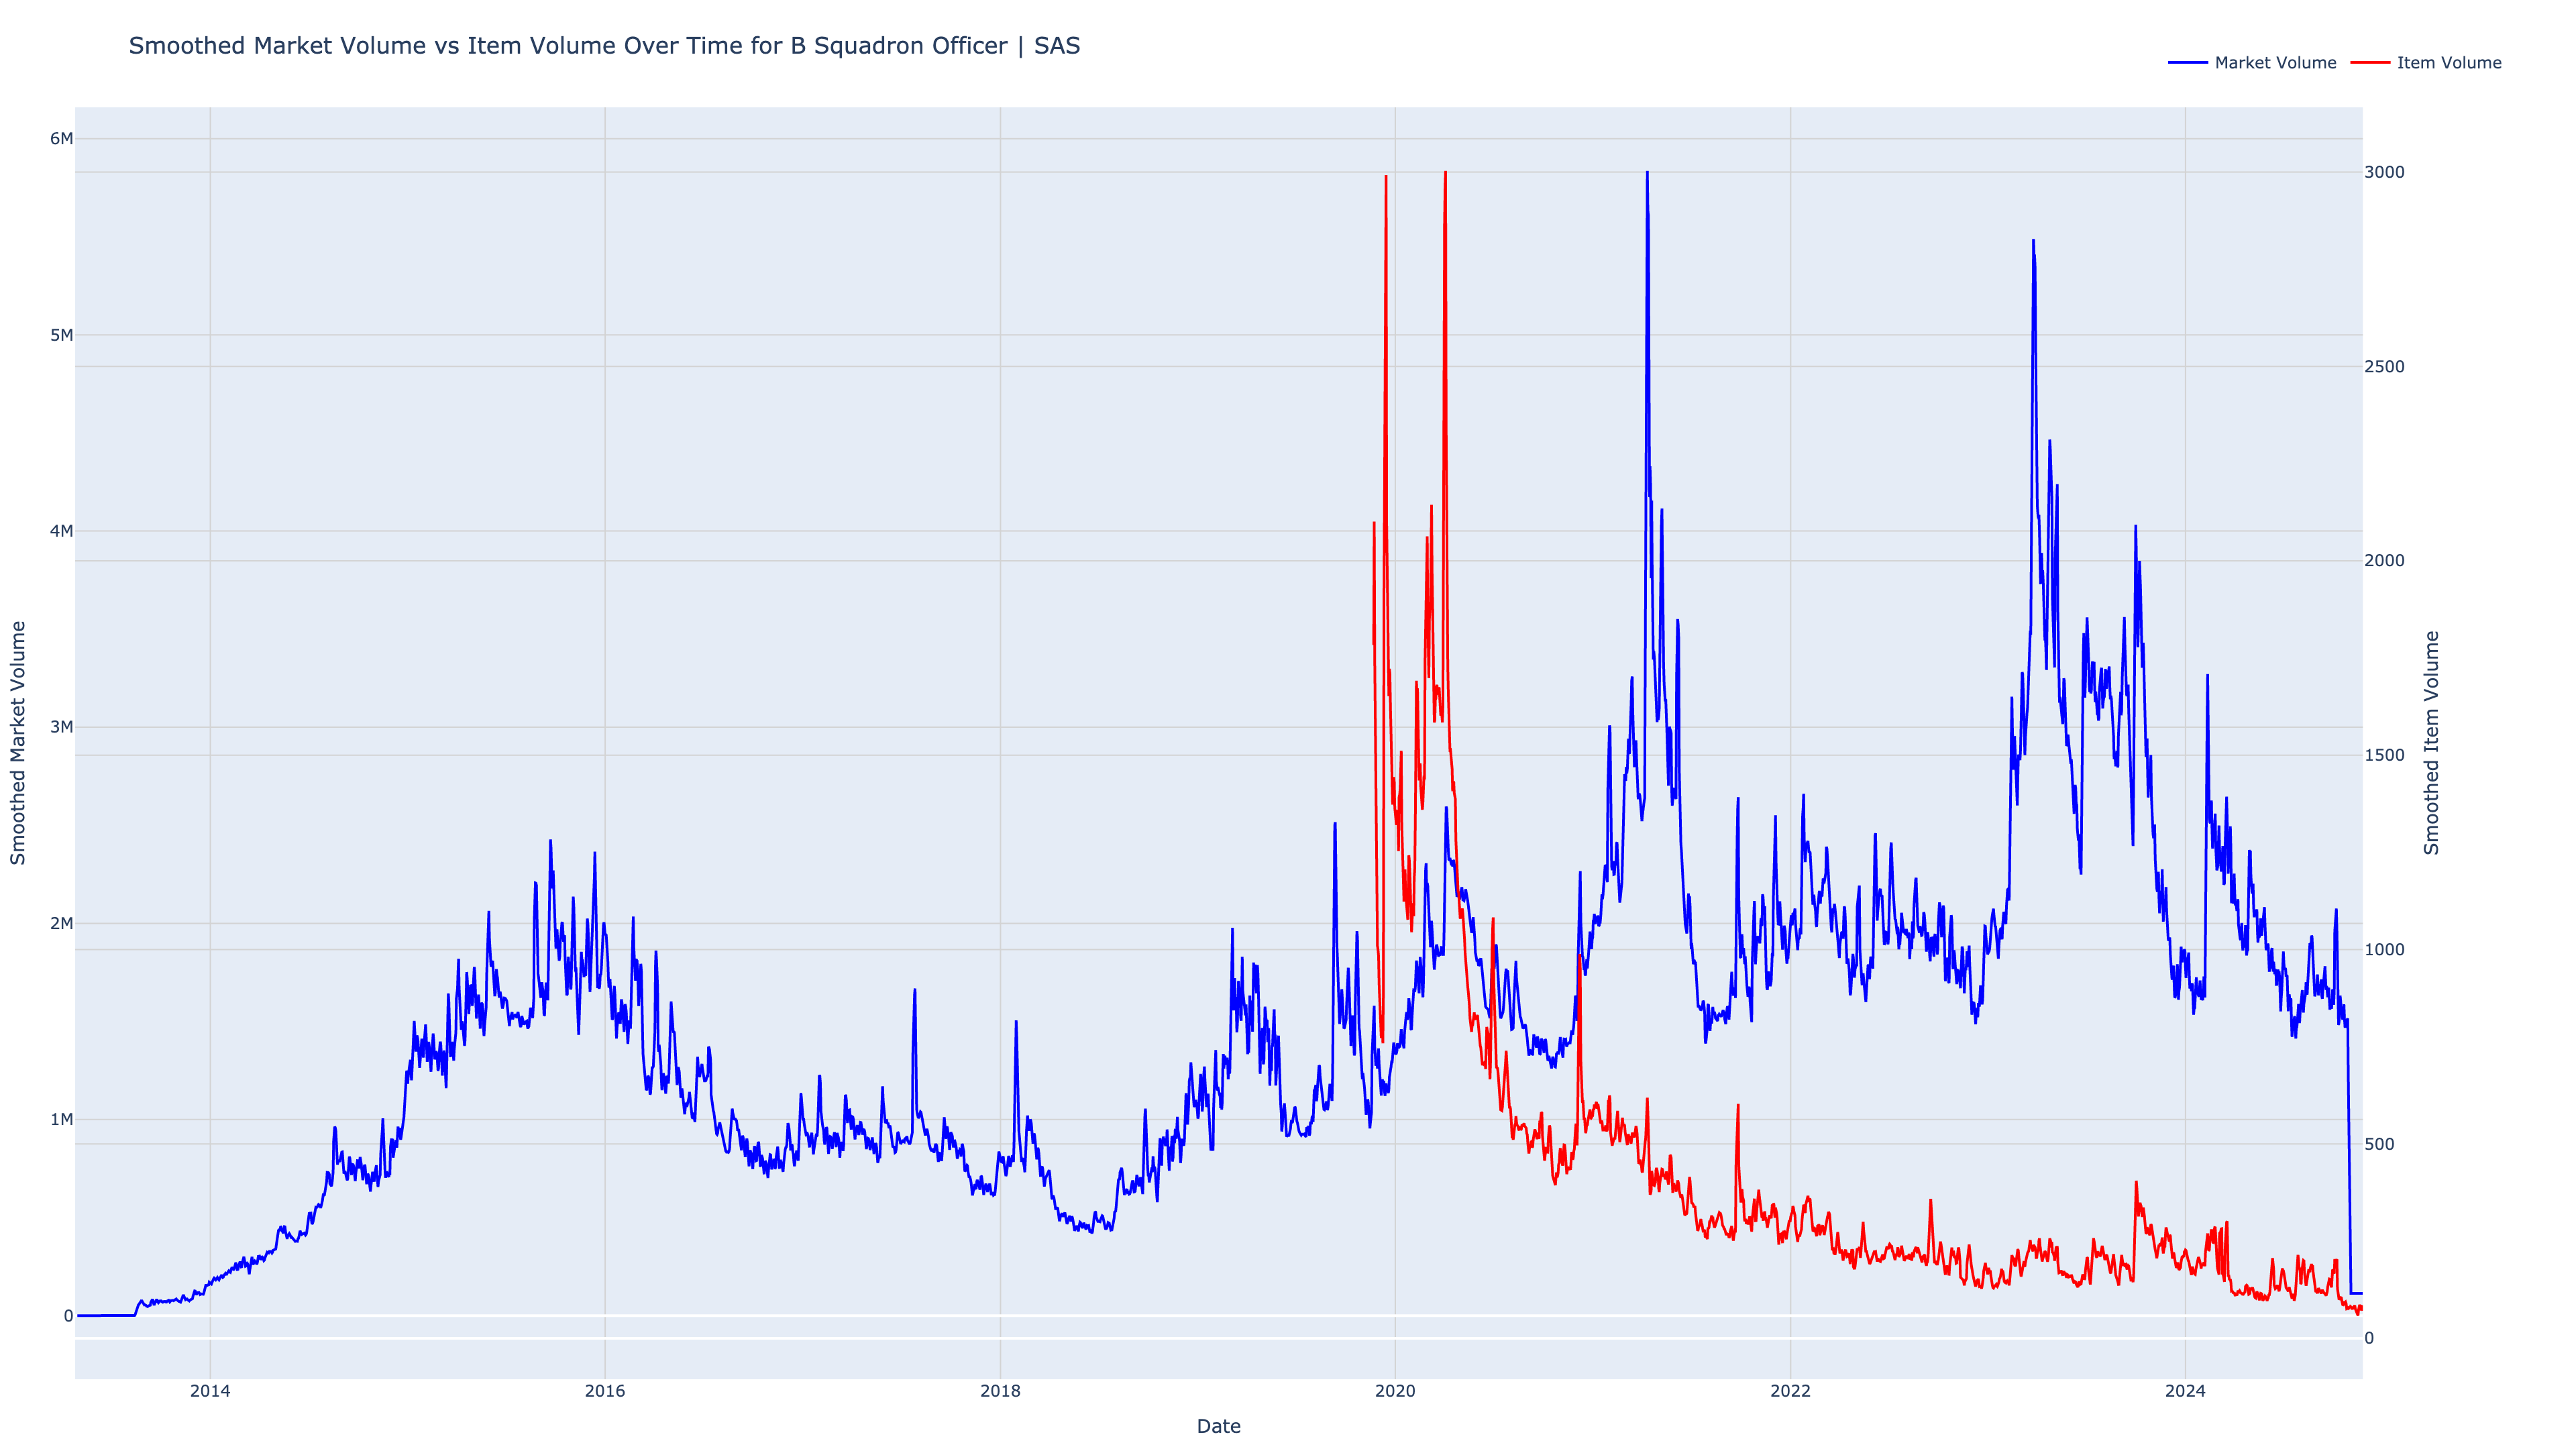 Smoothed Market Volume vs Item Volume Over Time for B Squadron Officer | SAS
Market Volume
Item Volume
6M
5M
4M
3M
2M
1M
0
Smoothed Market Volume
3000
2500
2000
1500
1000
500
0
Smoothed Item Volume
2014
2016
2018
2020
2022
2024
Date